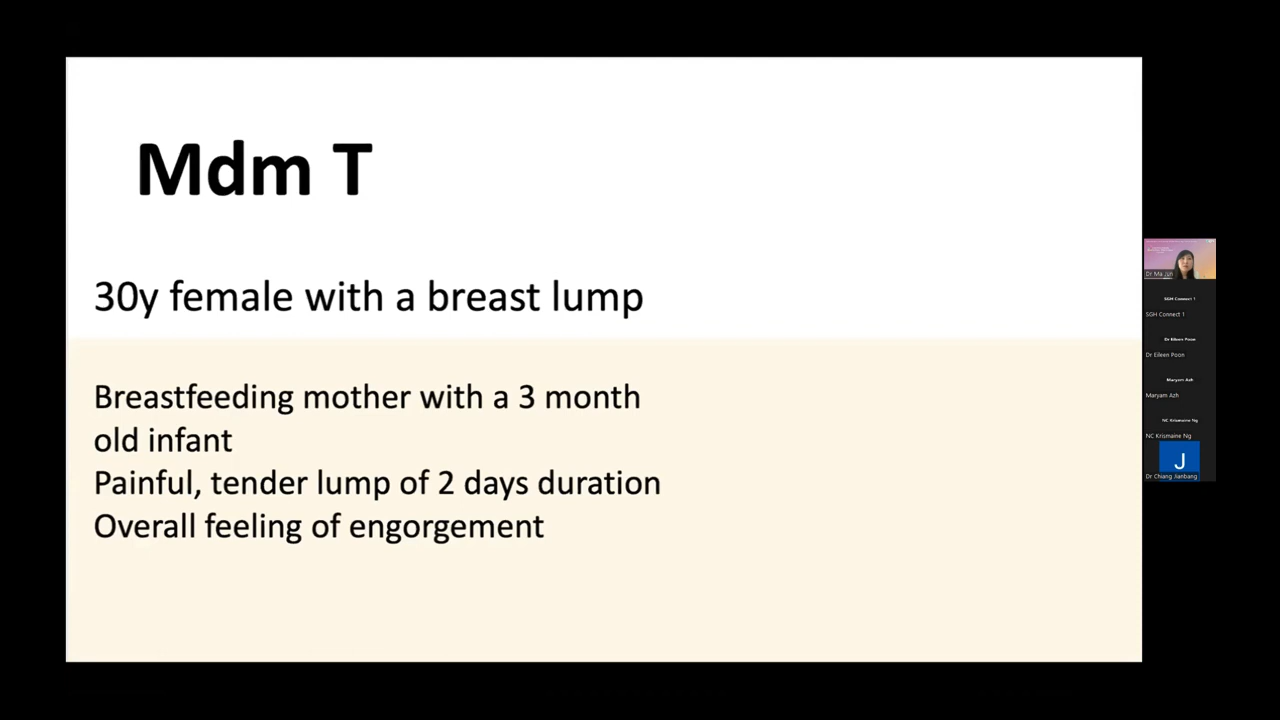 Mdm T
30y female with a breast lump
Breastfeeding mother with a 3 month
old infant
Painful, tender lump of 2 days duration
Overall feeling of engorgement
Dr Ma Jun
SGH Connect 1
SGH Connect 1
Dr Eileen Poon
Dr Eileen Poon
Maryam Azh
Maryam Azh
NC Krismaine Ng
NC Krismaine Ng
J
Dr Chiang Jianbang